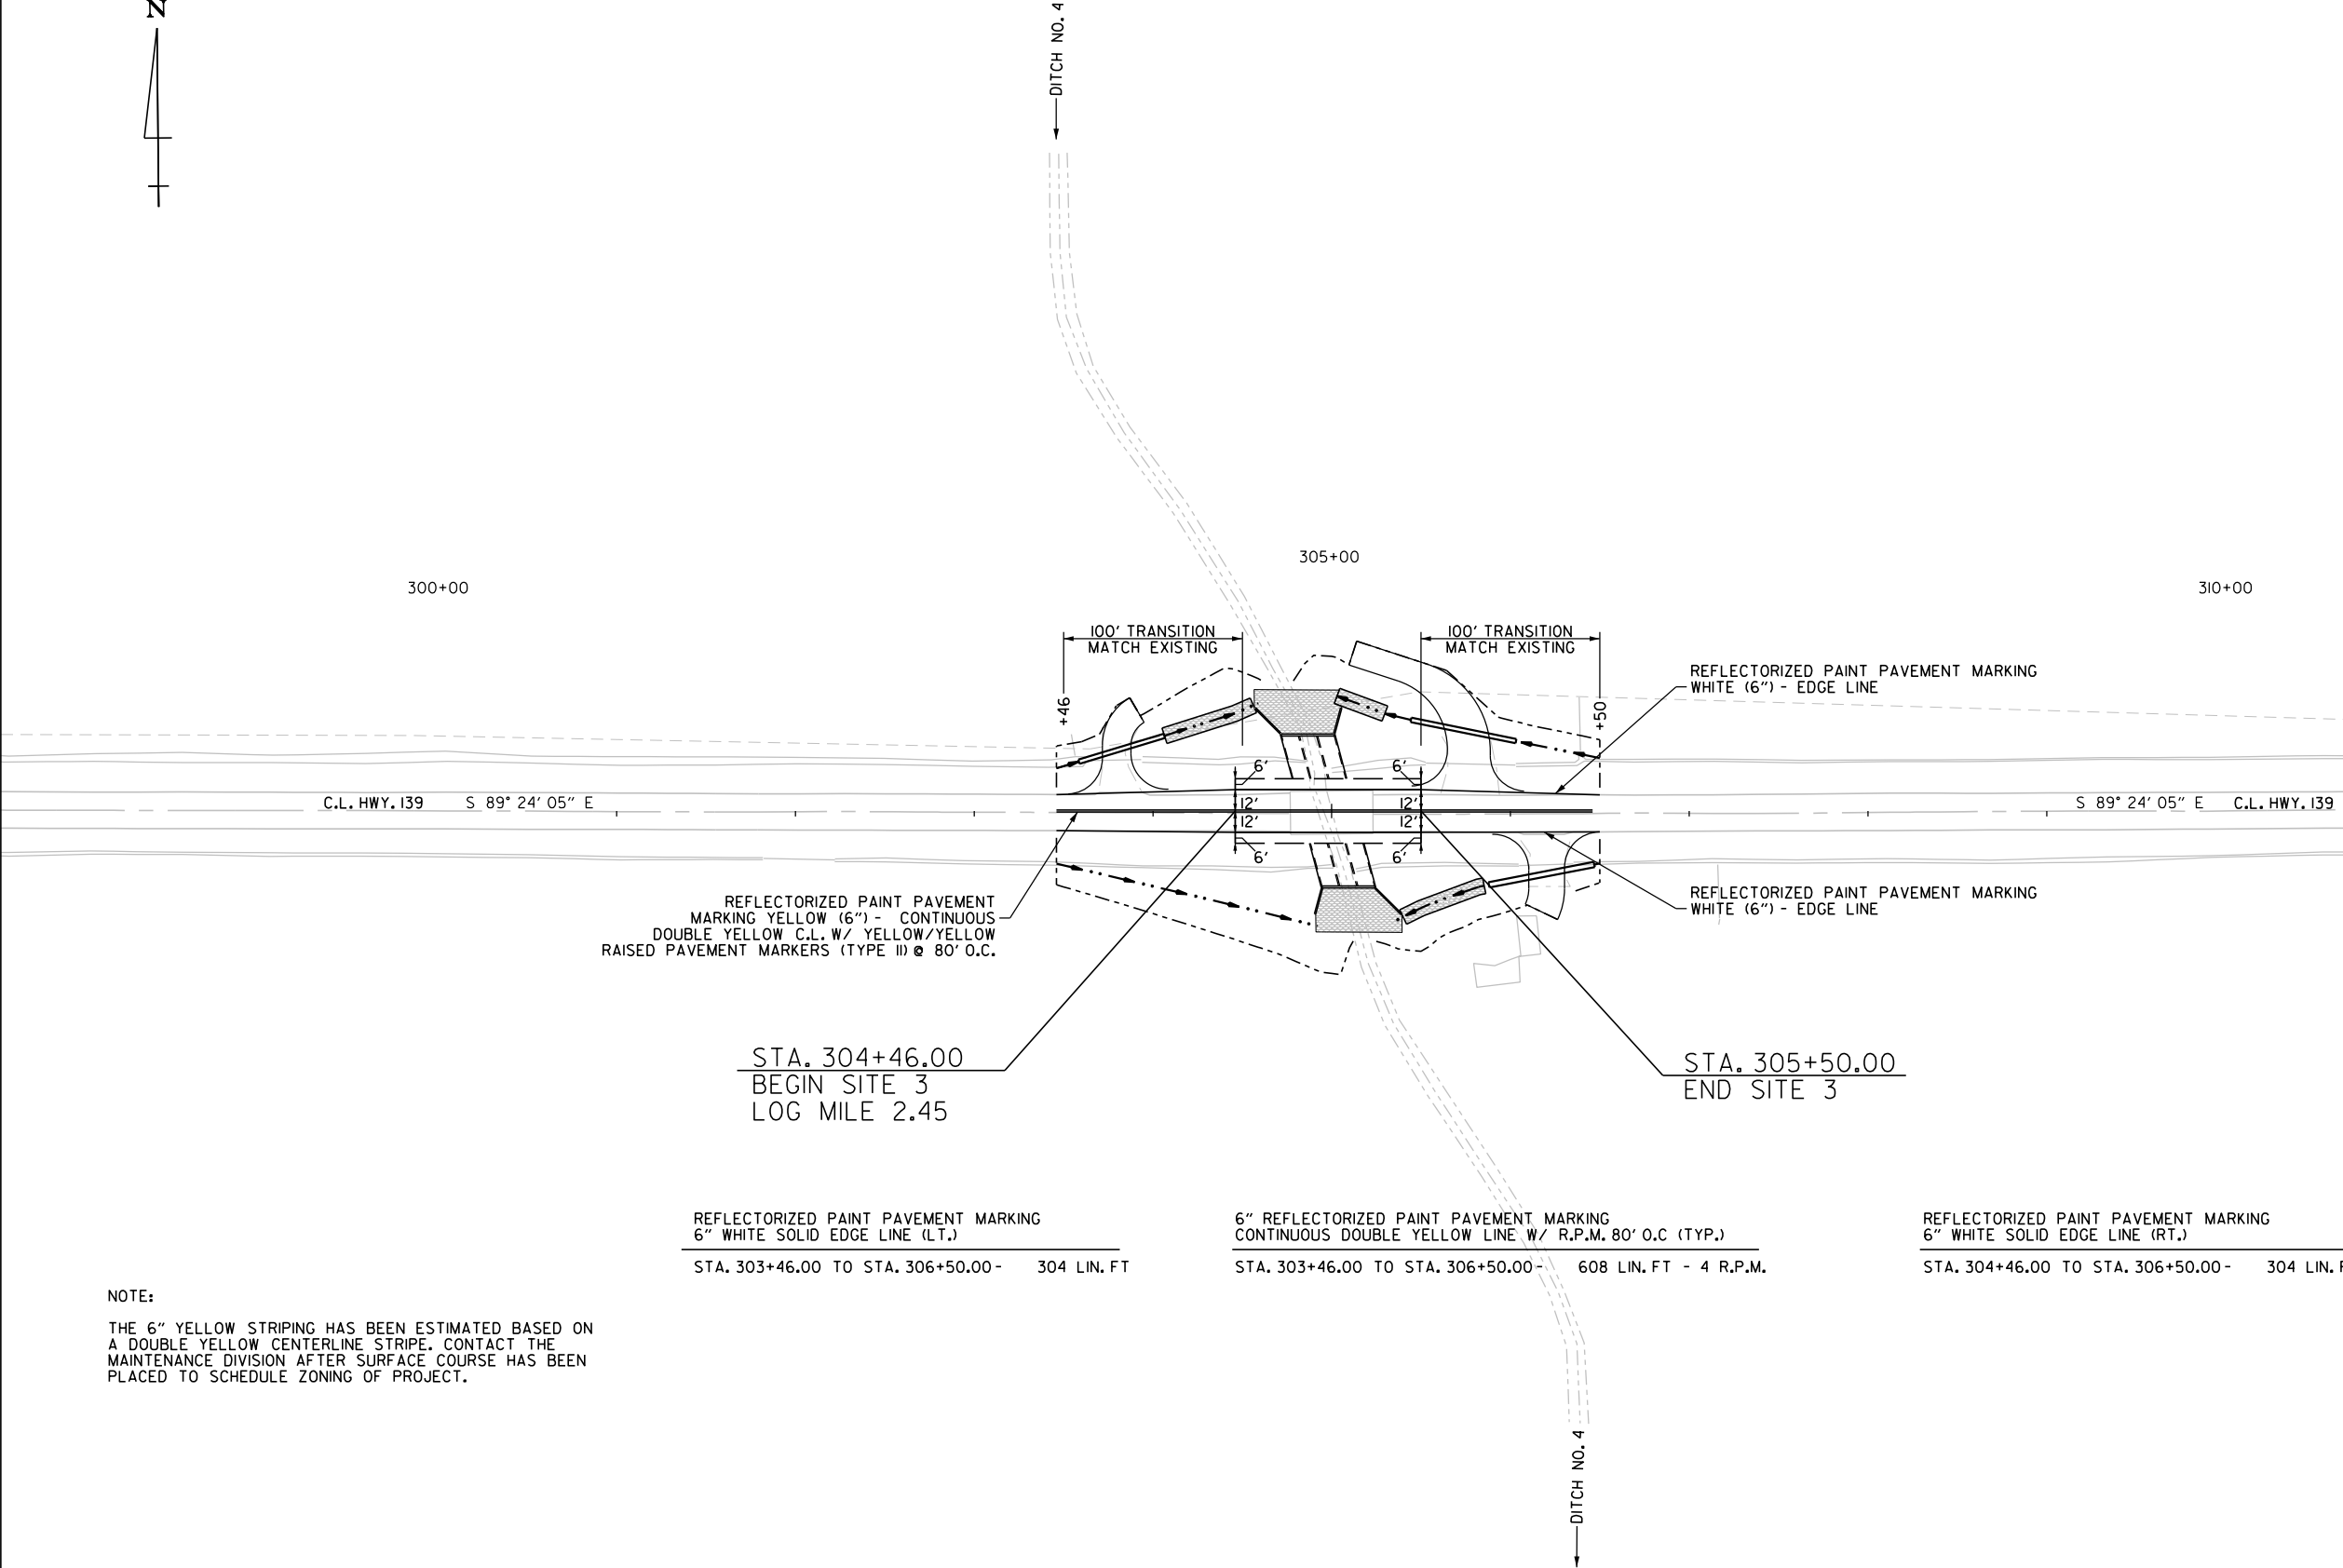 N
DITCH NO. 4
305+00
300+00
310+00
100' TRANSITION
MATCH EXISTING
100' TRANSITION
MATCH EXISTING
REFLECTORIZED PAINT PAVEMENT MARKING
WHITE (6") - EDGE LINE
+46
+50
6'
6'
C.L. HWY. 139 S 89° 24' 05" E
12'
12'
S 89° 24' 05" E C.L. HWY. 139
12'
12'
6'
6'
REFLECTORIZED PAINT PAVEMENT MARKING
WHITE (6") - EDGE LINE
REFLECTORIZED PAINT PAVEMENT
MARKING YELLOW (6") - CONTINUOUS
DOUBLE YELLOW C.L. W/ YELLOW/YELLOW
RAISED PAVEMENT MARKERS (TYPE II) @ 80' O.C.
STA. 304+46.00
BEGIN SITE 3
LOG MILE 2.45
STA. 305+50.00
END SITE 3
REFLECTORIZED PAINT PAVEMENT MARKING
6" WHITE SOLID EDGE LINE (LT.)
STA. 303+46.00 TO STA. 306+50.00 - 304 LIN. FT
6" REFLECTORIZED PAINT PAVEMENT MARKING
CONTINUOUS DOUBLE YELLOW LINE W/ R.P.M. 80' O.C (TYP.)
STA. 303+46.00 TO STA. 306+50.00 - 608 LIN. FT - 4 R.P.M.
REFLECTORIZED PAINT PAVEMENT MARKING
6" WHITE SOLID EDGE LINE (RT.)
STA. 304+46.00 TO STA. 306+50.00 - 304 LIN.
NOTE:
THE 6" YELLOW STRIPING HAS BEEN ESTIMATED BASED ON
A DOUBLE YELLOW CENTERLINE STRIPE. CONTACT THE
MAINTENANCE DIVISION AFTER SURFACE COURSE HAS BEEN
PLACED TO SCHEDULE ZONING OF PROJECT.
DITCH NO. 4